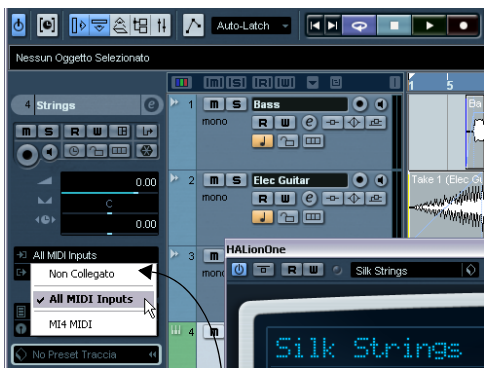 Auto-Latch
Nessun Oggetto Selezionato
m S R W
1 5
4 Strings e
m S R W
0.00
C
0.00
1 m S Bass
mono R W e
Ba
2 m S Elec Guitar
mono R W e
Take 1 (Elec Gu
3 m
mono
4 m
All MIDI Inputs
Non Collegato
✓ All MIDI Inputs
MI4 MIDI
No Preset Traccia
HALionOne
R W Silk Strings
Silk Strings